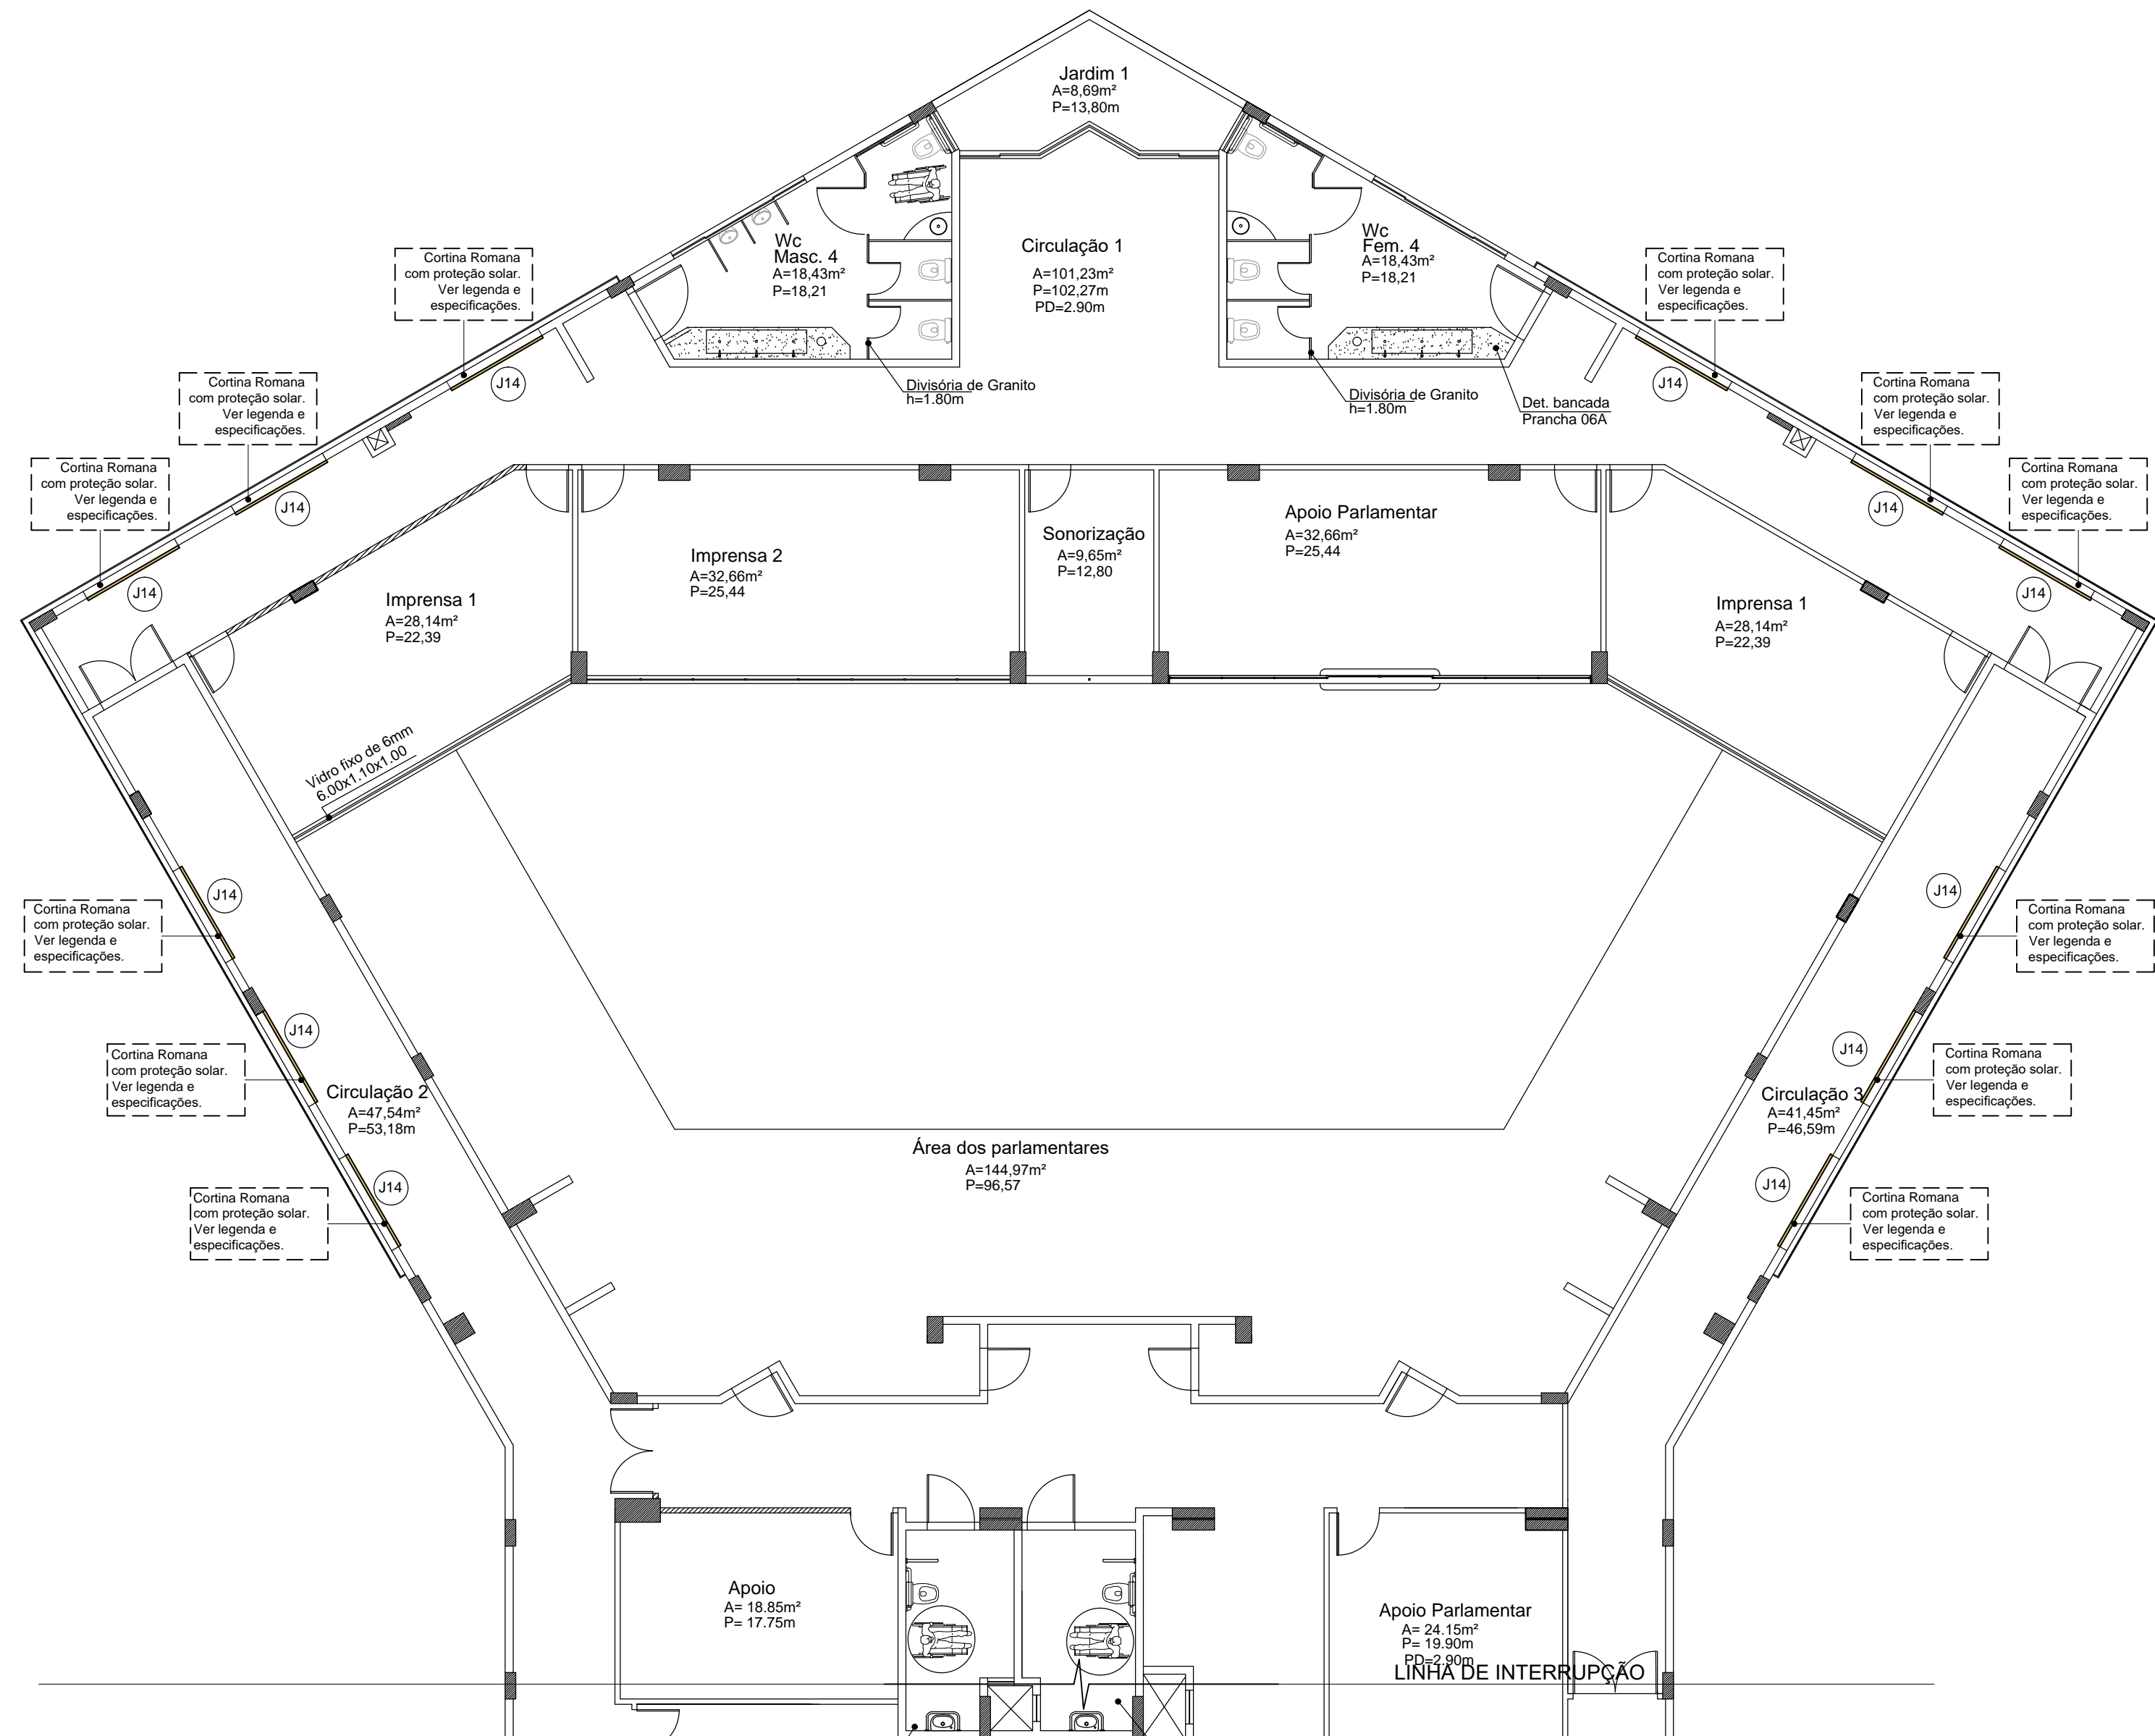 Jardim 1
A=8,69m²
P=13,80m
Wc
Masc. 4
A=18,43m²
P=18,21
Circulação 1
A=101,23m²
P=102,27m
PD=2.90m
Wc
Fem. 4
A=18,43m²
P=18,21
Cortina Romana
com proteção solar.
Ver legenda e
especificações.
Cortina Romana
com proteção solar.
Ver legenda e
especificações.
J14
J14
Divisória de Granito
h=1.80m
Divisória de Granito
h=1.80m
Det. bancada
Prancha 06A
Cortina Romana
com proteção solar.
Ver legenda e
especificações.
Cortina Romana
com proteção solar.
Ver legenda e
especificações.
Cortina Romana
com proteção solar.
Ver legenda e
especificações.
Cortina Romana
com proteção solar.
Ver legenda e
especificações.
J14
J14
J14
J14
Imprensa 1
A=28,14m²
P=22,39
Imprensa 2
A=32,66m²
P=25,44
Sonorização
A=9,65m²
P=12,80
Apoio Parlamentar
A=32,66m²
P=25,44
Imprensa 1
A=28,14m²
P=22,39
Vidro fixo de 6mm
6.00x1.10x1.00
J14
J14
Cortina Romana
com proteção solar.
Ver legenda e
especificações.
Cortina Romana
com proteção solar.
Ver legenda e
especificações.
J14
J14
Cortina Romana
com proteção solar.
Ver legenda e
especificações.
Cortina Romana
com proteção solar.
Ver legenda e
especificações.
Circulação 2
A=47,54m²
P=53,18m
Circulação 3
A=41,45m²
P=46,59m
Área dos parlamentares
A=144,97m²
P=96,57
J14
J14
Cortina Romana
com proteção solar.
Ver legenda e
especificações.
Cortina Romana
com proteção solar.
Ver legenda e
especificações.
Apoio
A= 18.85m²
P= 17.75m
Apoio Parlamentar
A= 24.15m²
P= 19.90m
PD=2.90m
LINHA DE INTERRUPÇÃO